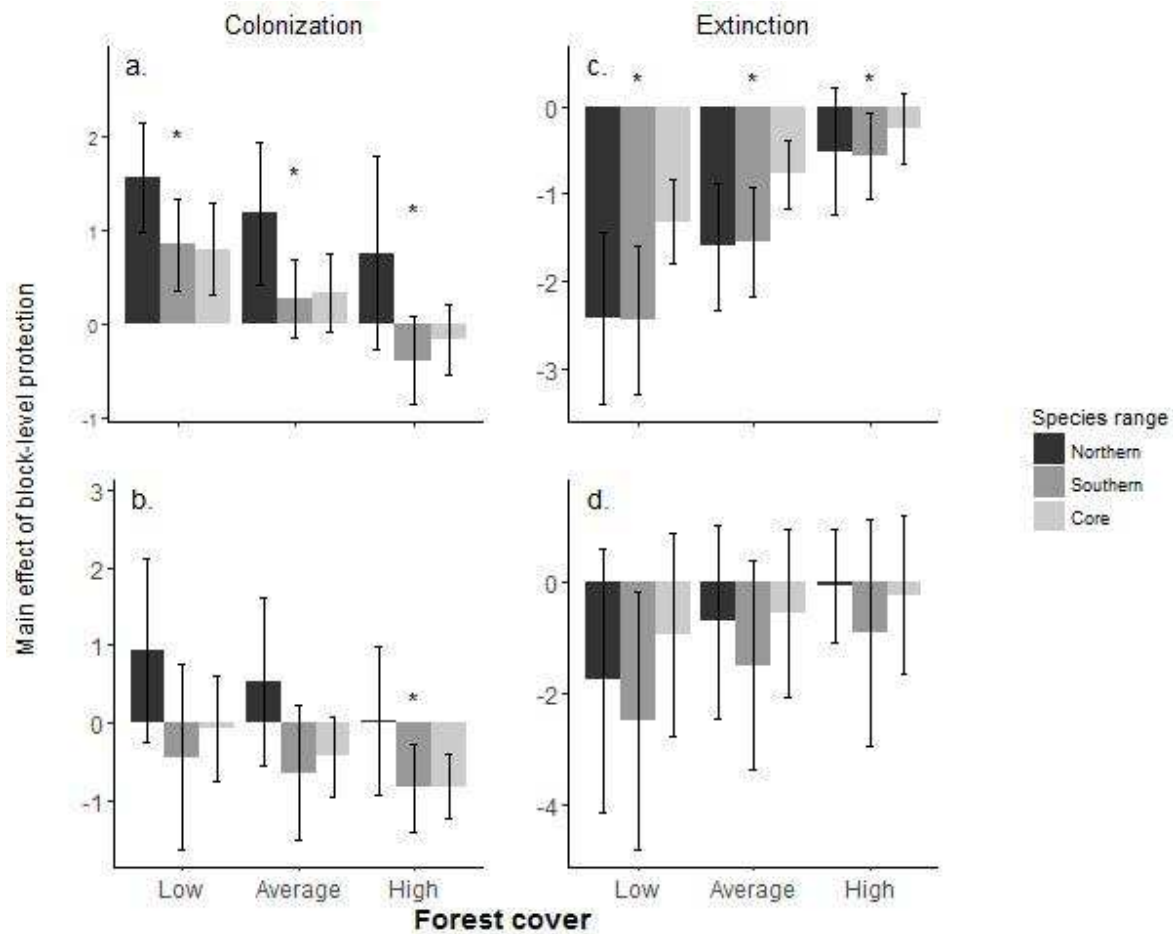 Colonization
Extinction
Main effect of block-level protection
a.
*
*
*
2
1
0
-1
c.
*
*
*
0
-1
-2
-3
Species range
Northern
Southern
Core
b.
*
3
2
1
0
-1
d.
0
-2
-4
Low
Average
High
Low
Average
High
Forest cover